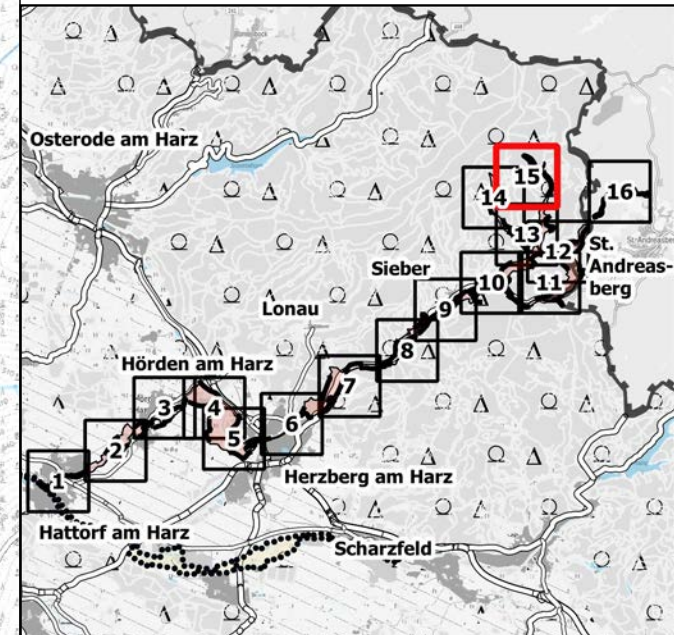 Osterode am Harz
15
16
14
13
Sieber
12
St.
Andreas-
berg
10
11
Lonau
9
8
Hörden am Harz
7
3
4
6
5
2
1
Herzberg am Harz
Hattorf am Harz
Scharzfeld